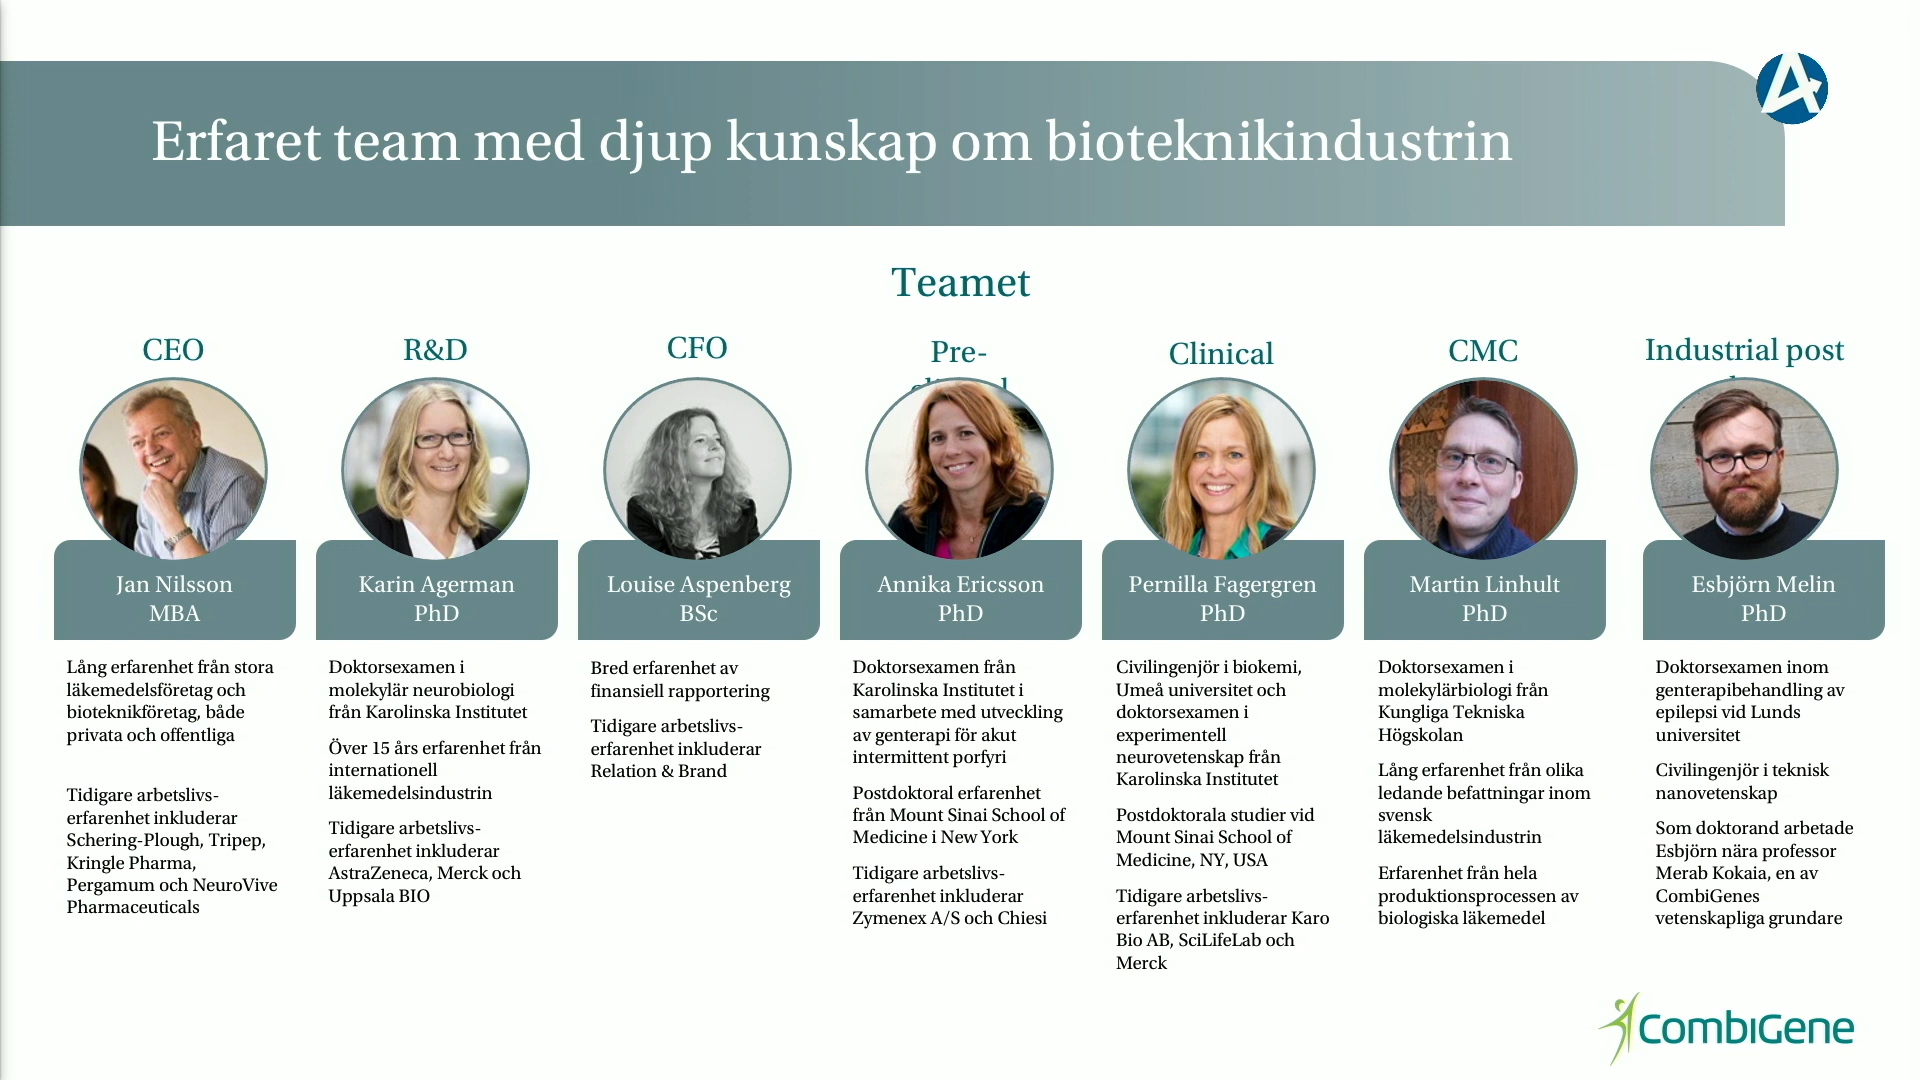 Erfaret team med djup kunskap om bioteknikindustrin
Teamet
CEO
Jan Nilsson
MBA
Lång erfarenhet från stora
läkemedelsföretag och
bioteknikföretag, både
privata och offentliga
Tidigare arbetslivs-
erfarenhet inkluderar
Schering-Plough, Tripep,
Kringle Pharma,
Pergamum och NeuroVive
Pharmaceuticals
R&D
Karin Agerman
PhD
Doktorsexamen i
molekylär neurobiologi
från Karolinska Institutet
Över 15 års erfarenhet från
internationell
läkemedelsindustrin
Tidigare arbetslivs-
erfarenhet inkluderar
AstraZeneca, Merck och
Uppsala BIO
CFO
Louise Aspenberg
BSc
Bred erfarenhet av
finansiell rapportering
Tidigare arbetslivs-
erfarenhet inkluderar
Relation & Brand
Pre-
Annika Ericsson
PhD
Doktorsexamen från
Karolinska Institutet i
samarbete med utveckling
av genterapi för akut
intermittent porfyri
Postdoktoral erfarenhet
från Mount Sinai School of
Medicine i New York
Tidigare arbetslivs-
erfarenhet inkluderar
Zymenex A/S och Chiesi
Clinical
Pernilla Fagergren
PhD
Civilingenjör i biokemi,
Umeå universitet och
doktorsexamen i
experimentell
neurovetenskap från
Karolinska Institutet
Postdoktorala studier vid
Mount Sinai School of
Medicine, NY, USA
Tidigare arbetslivs-
erfarenhet inkluderar Karo
Bio AB, SciLifeLab och
Merck
CMC
Martin Linhult
PhD
Doktorsexamen i
molekylärbiologi från
Kungliga Tekniska
Högskolan
Lång erfarenhet från olika
ledande befattningar inom
svensk
läkemedelsindustrin
Erfarenhet från hela
produktionsprocessen av
biologiska läkemedel
Industrial post
Esbjörn Melin
PhD
Doktorsexamen inom
genterapibehandling av
epilepsi vid Lunds
universitet
Civilingenjör i teknisk
nanovetenskap
Som doktorand arbetade
Esbjörn nära professor
Merab Kokaia, en av
CombiGenes
vetenskapliga grundare
CombiGene